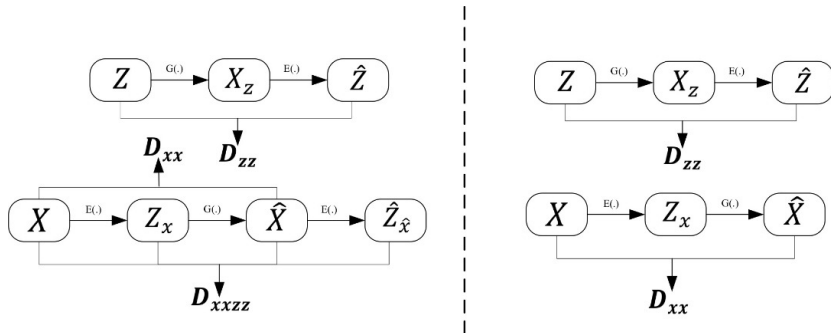 Z G(.) X_z E(.) Ẑ
D_zz
D_xx
X E(.) Z_x G(.) X̂ E(.) Ẑ_x̂
D_xxzz
Z G(.) X_z E(.) Ẑ
D_zz
X E(.) Z_x G(.) X̂
D_xx